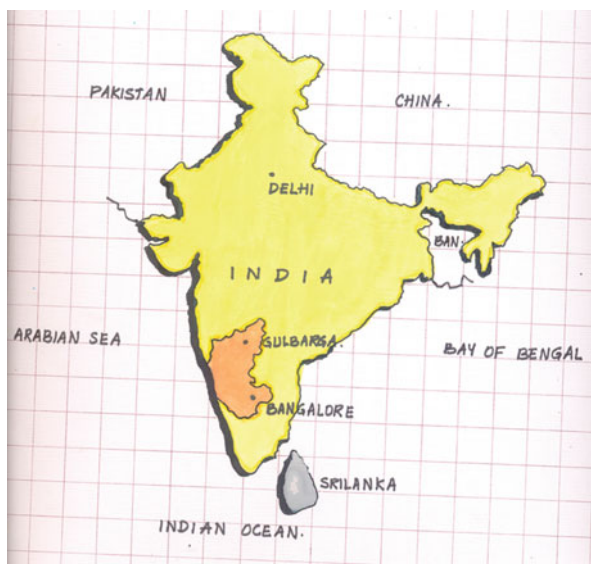 PAKISTAN
CHINA.
DELHI
BAN.
INDIA
ARABIAN SEA
GULBARGA.
BAY OF BENGAL
BANGALORE
SRILANKA
INDIAN OCEAN.